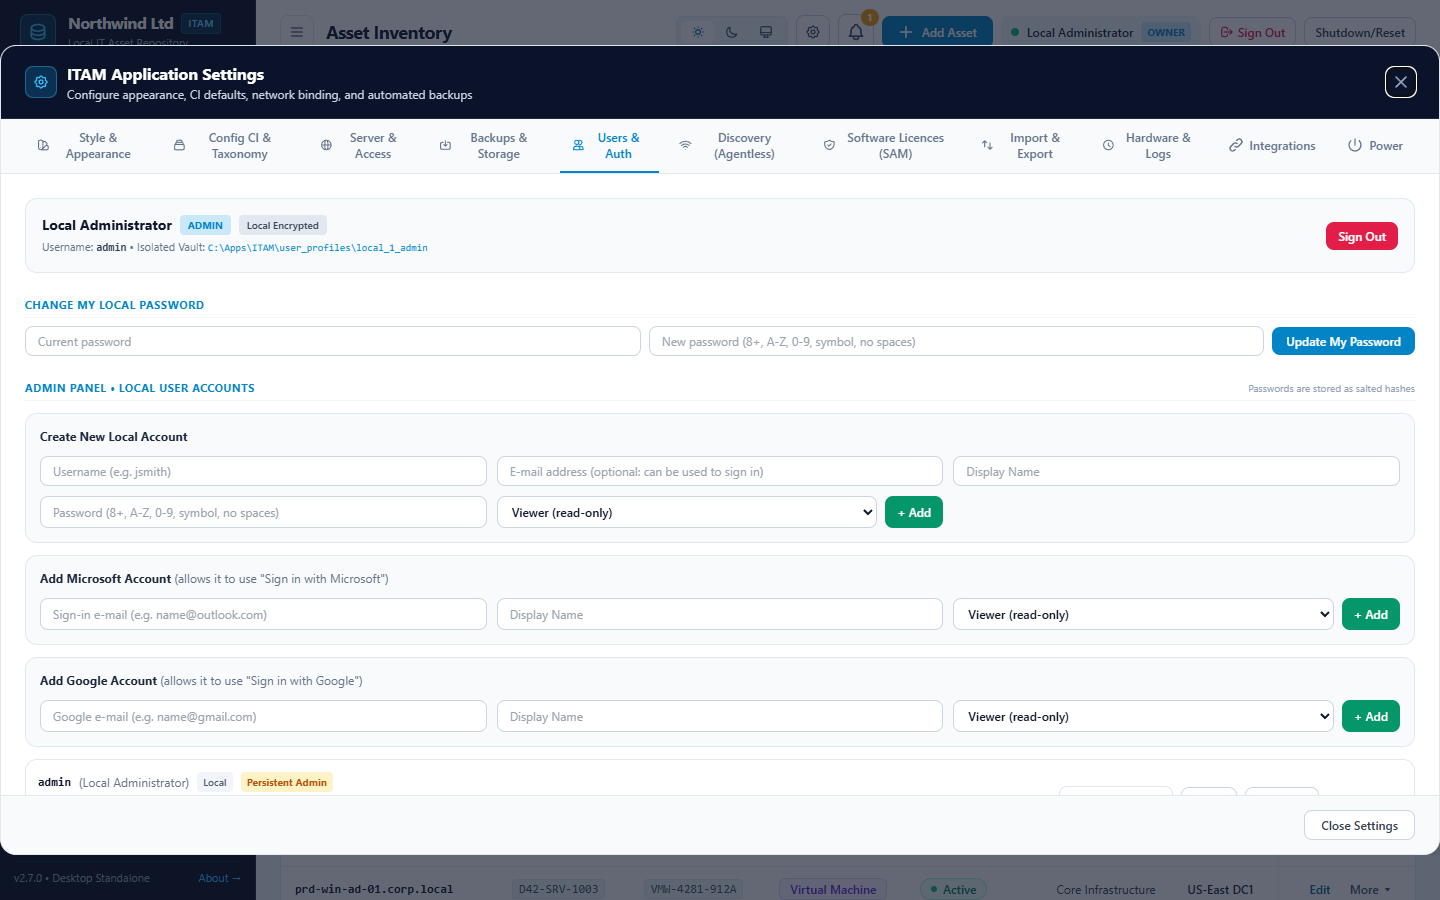 Northwind Ltd ITAM
Local IT Asset Repository
Asset Inventory
1
Add Asset
Local Administrator OWNER
Sign Out
Shutdown/Reset
ITAM Application Settings
Configure appearance, CI defaults, network binding, and automated backups
Style & Appearance
Config CI & Taxonomy
Server & Access
Backups & Storage
Users & Auth
Discovery (Agentless)
Software Licences (SAM)
Import & Export
Hardware & Logs
Integrations
Power
Local Administrator ADMIN Local Encrypted
Username: admin • Isolated Vault: C:\Apps\ITAM\user_profiles\local_1_admin
Sign Out
CHANGE MY LOCAL PASSWORD
Current password
New password (8+, A-Z, 0-9, symbol, no spaces)
Update My Password
ADMIN PANEL • LOCAL USER ACCOUNTS
Passwords are stored as salted hashes
Create New Local Account
Username (e.g. jsmith)
E-mail address (optional: can be used to sign in)
Display Name
Password (8+, A-Z, 0-9, symbol, no spaces)
Viewer (read-only)
+ Add
Add Microsoft Account (allows it to use "Sign in with Microsoft")
Sign-in e-mail (e.g. name@outlook.com)
Display Name
Viewer (read-only)
+ Add
Add Google Account (allows it to use "Sign in with Google")
Google e-mail (e.g. name@gmail.com)
Display Name
Viewer (read-only)
+ Add
admin (Local Administrator) Local Persistent Admin
Close Settings
v2.7.0 • Desktop Standalone
About →
prd-win-ad-01.corp.local
D42-SRV-1003
VMW-4281-912A
Virtual Machine
Active
Core Infrastructure
US-East DC1
Edit
More